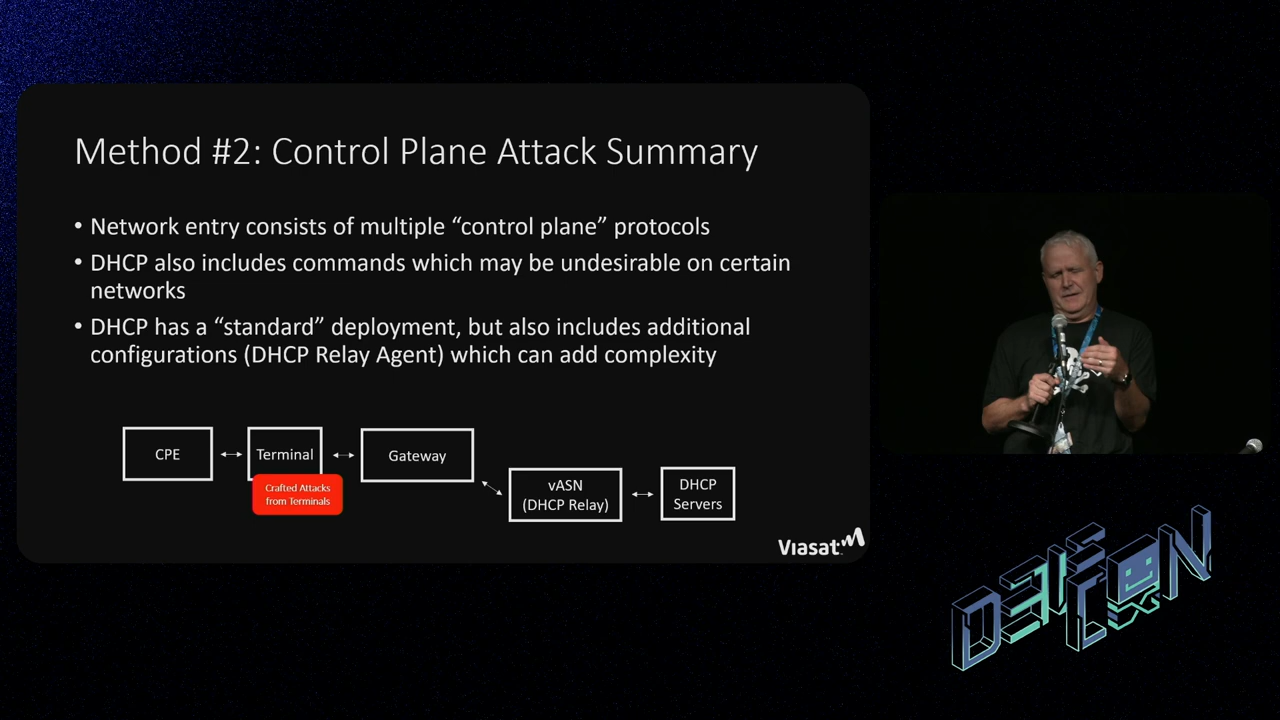 Method #2: Control Plane Attack Summary
• Network entry consists of multiple “control plane” protocols
• DHCP also includes commands which may be undesirable on certain
networks
• DHCP has a “standard” deployment, but also includes additional
configurations (DHCP Relay Agent) which can add complexity
CPE
Terminal
Gateway
Crafted Attacks
from Terminals
vASN
(DHCP Relay)
DHCP
Servers
Viasat
DEF
CON